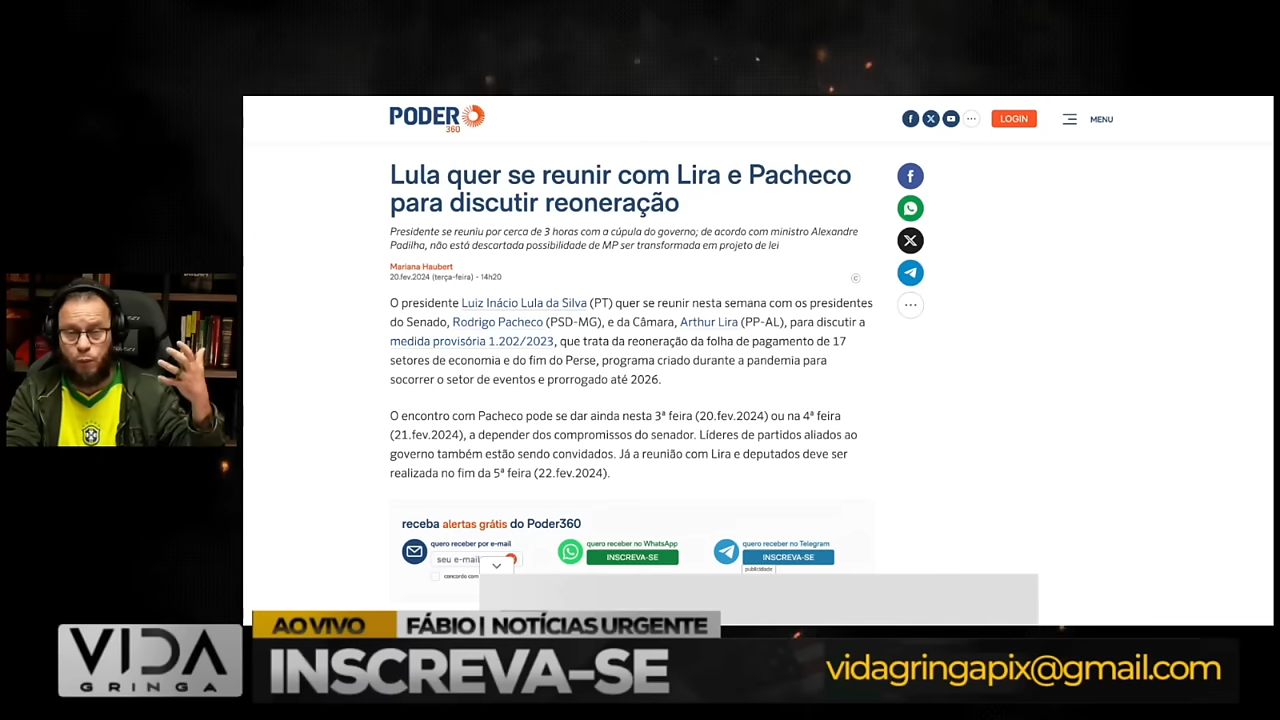 PODER
360
LOGIN
MENU
Lula quer se reunir com Lira e Pacheco
para discutir reoneração
Presidente se reuniu por cerca de 3 horas com a cúpula do governo; de acordo com ministro Alexandre
Padilha, não está descartada possibilidade de MP ser transformada em projeto de lei
Mariana Haubert
20.fev.2024 (terça-feira) - 14h20
O presidente Luiz Inácio Lula da Silva (PT) quer se reunir nesta semana com os presidentes
do Senado, Rodrigo Pacheco (PSD-MG), e da Câmara, Arthur Lira (PP-AL), para discutir a
medida provisória 1.202/2023, que trata da reoneração da folha de pagamento de 17
setores de economia e do fim do Perse, programa criado durante a pandemia para
socorrer o setor de eventos e prorrogado até 2026.
O encontro com Pacheco pode se dar ainda nesta 3ª feira (20.fev.2024) ou na 4ª feira
(21.fev.2024), a depender dos compromissos do senador. Líderes de partidos aliados ao
governo também estão sendo convidados. Já a reunião com Lira e deputados deve ser
realizada no fim da 5ª feira (22.fev.2024).
receba alertas grátis do Poder360
quero receber por e-mail
seu e-mail
concordo com
quero receber no WhatsApp
INSCREVA-SE
quero receber no Telegram
INSCREVA-SE
publicidade
AO VIVO
FÁBIO | NOTÍCIAS URGENTE
VIDA
GRINGA
INSCREVA-SE
vidagringapix@gmail.com